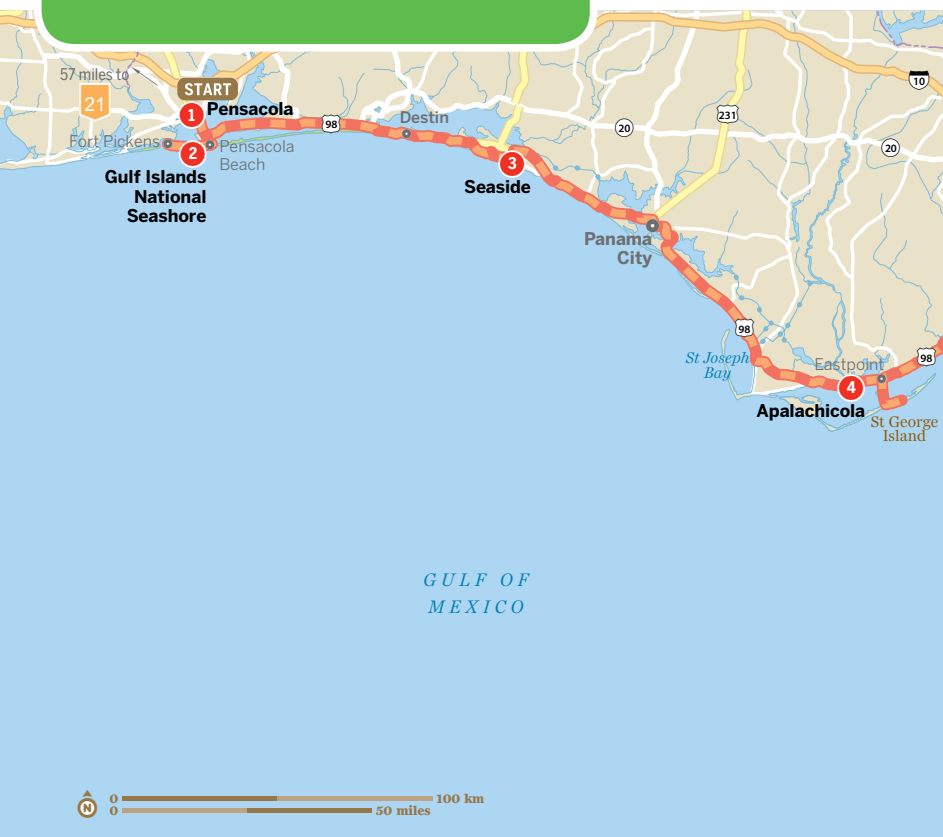 57 miles to
21
START
1
Pensacola
Fort Pickens
2
Pensacola
Beach
Gulf Islands
National
Seashore
98
Destin
3
Seaside
20
231
10
20
Panama
City
98
St Joseph
Bay
Eastpoint
98
4
Apalachicola
St George
Island
GULF OF
MEXICO
N
0
100 km
0
50 miles